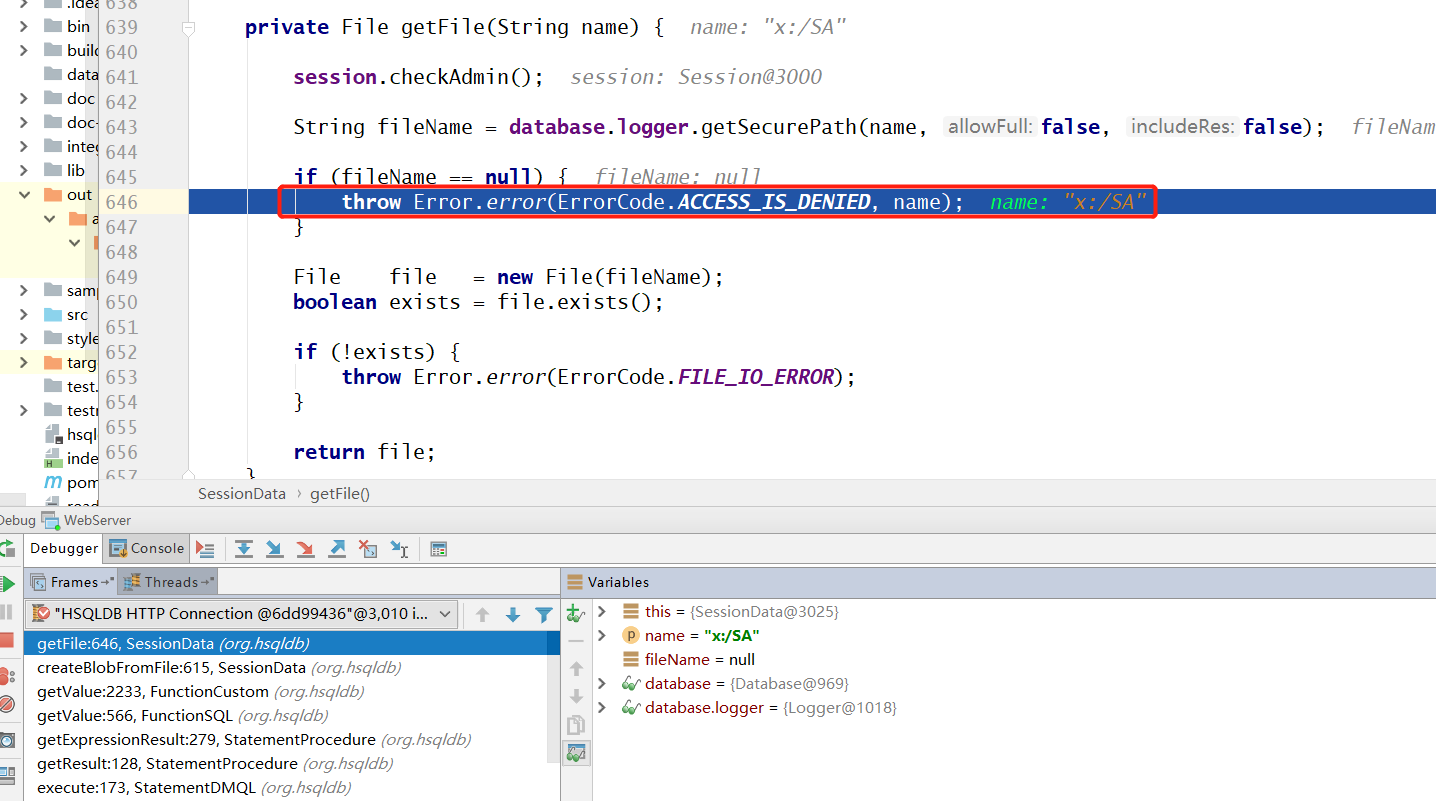 .idea
bin
build
data
doc
doc-
integ
lib
out
a
samp
src
style
targ
test.
testr
hsql
inde
pom
read
638
639 private File getFile(String name) { name: "x:/SA"
640
641 session.checkAdmin(); session: Session@3000
642
643 String fileName = database.logger.getSecurePath(name, allowFull: false, includeRes: false); fileNam
644
645 if (fileName == null) { fileName: null
646 throw Error.error(ErrorCode.ACCESS_IS_DENIED, name); name: "x:/SA"
647 }
648
649 File file = new File(fileName);
650 boolean exists = file.exists();
651
652 if (!exists) {
653 throw Error.error(ErrorCode.FILE_IO_ERROR);
654 }
655
656 return file;
657 }
SessionData › getFile()
Debug WebServer
Debugger Console
Frames Threads
"HSQLDB HTTP Connection @6dd99436"@3,010 i...
getFile:646, SessionData (org.hsqldb)
createBlobFromFile:615, SessionData (org.hsqldb)
getValue:2233, FunctionCustom (org.hsqldb)
getValue:566, FunctionSQL (org.hsqldb)
getExpressionResult:279, StatementProcedure (org.hsqldb)
getResult:128, StatementProcedure (org.hsqldb)
execute:173, StatementDMQL (org.hsqldb)
Variables
this = {SessionData@3025}
name = "x:/SA"
fileName = null
database = {Database@969}
database.logger = {Logger@1018}